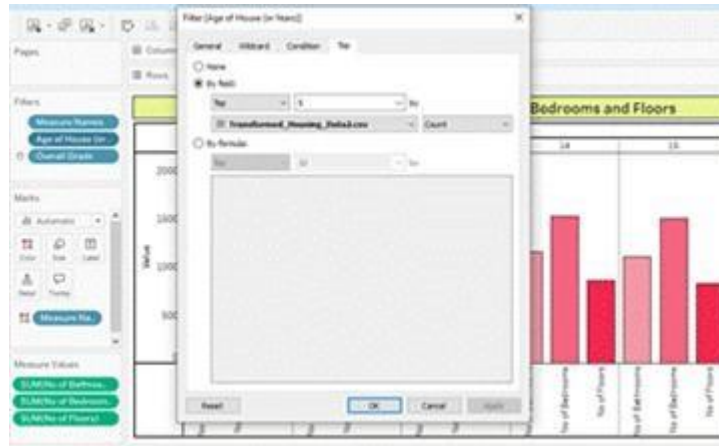 Filter [Age of House (in Years)]
General Wildcard Condition Top
None
By field:
Top 5 by
Transformed_Housing_Data2.csv Count
By formula:
Top 10 by
Reset OK Cancel Apply
Pages
Columns
Rows
Filters
Measure Names
Age of House (in ..
Overall Grade
Marks
Automatic
Color Size Label
Detail Tooltip
Measure Na..
Measure Values
SUM(No of Bathroo..
SUM(No of Bedroom..
SUM(No of Floors)
Bedrooms and Floors
14 15
Value
2000
1500
1000
500
No of Bedrooms
No of Floors
No of Bathrooms
No of Bedrooms
No of Floors